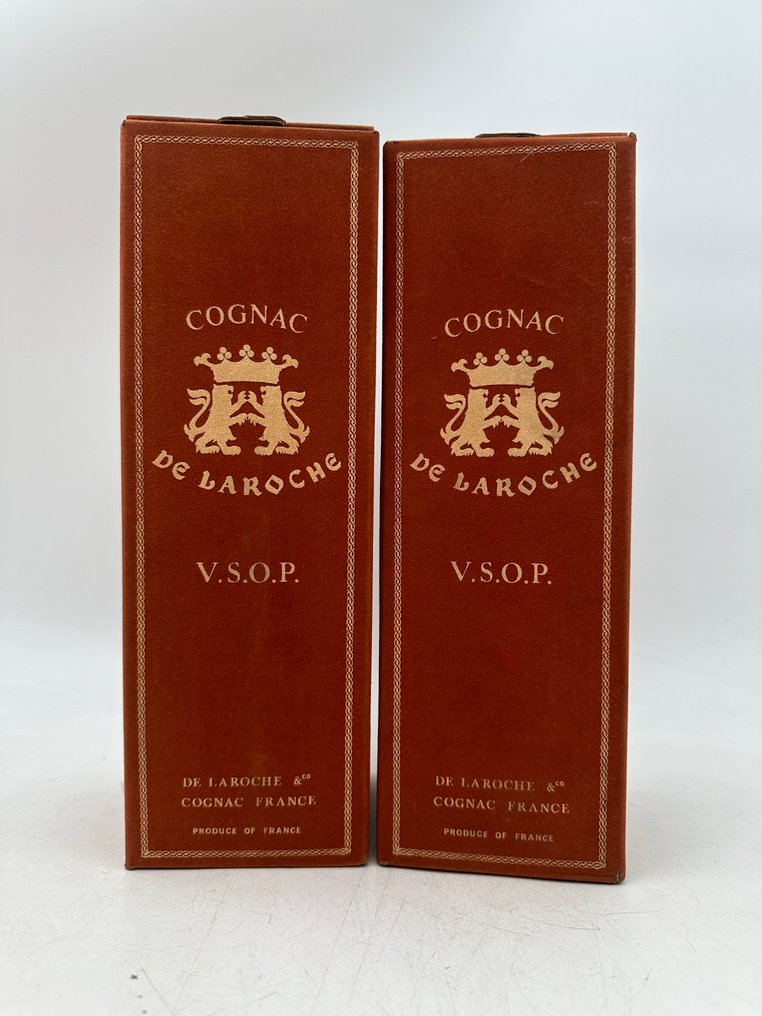 COGNAC
DE LAROCHE
V.S.O.P.
DE LAROCHE & CO
COGNAC FRANCE
PRODUCE OF FRANCE
COGNAC
DE LAROCHE
V.S.O.P.
DE LAROCHE & CO
COGNAC FRANCE
PRODUCE OF FRANCE